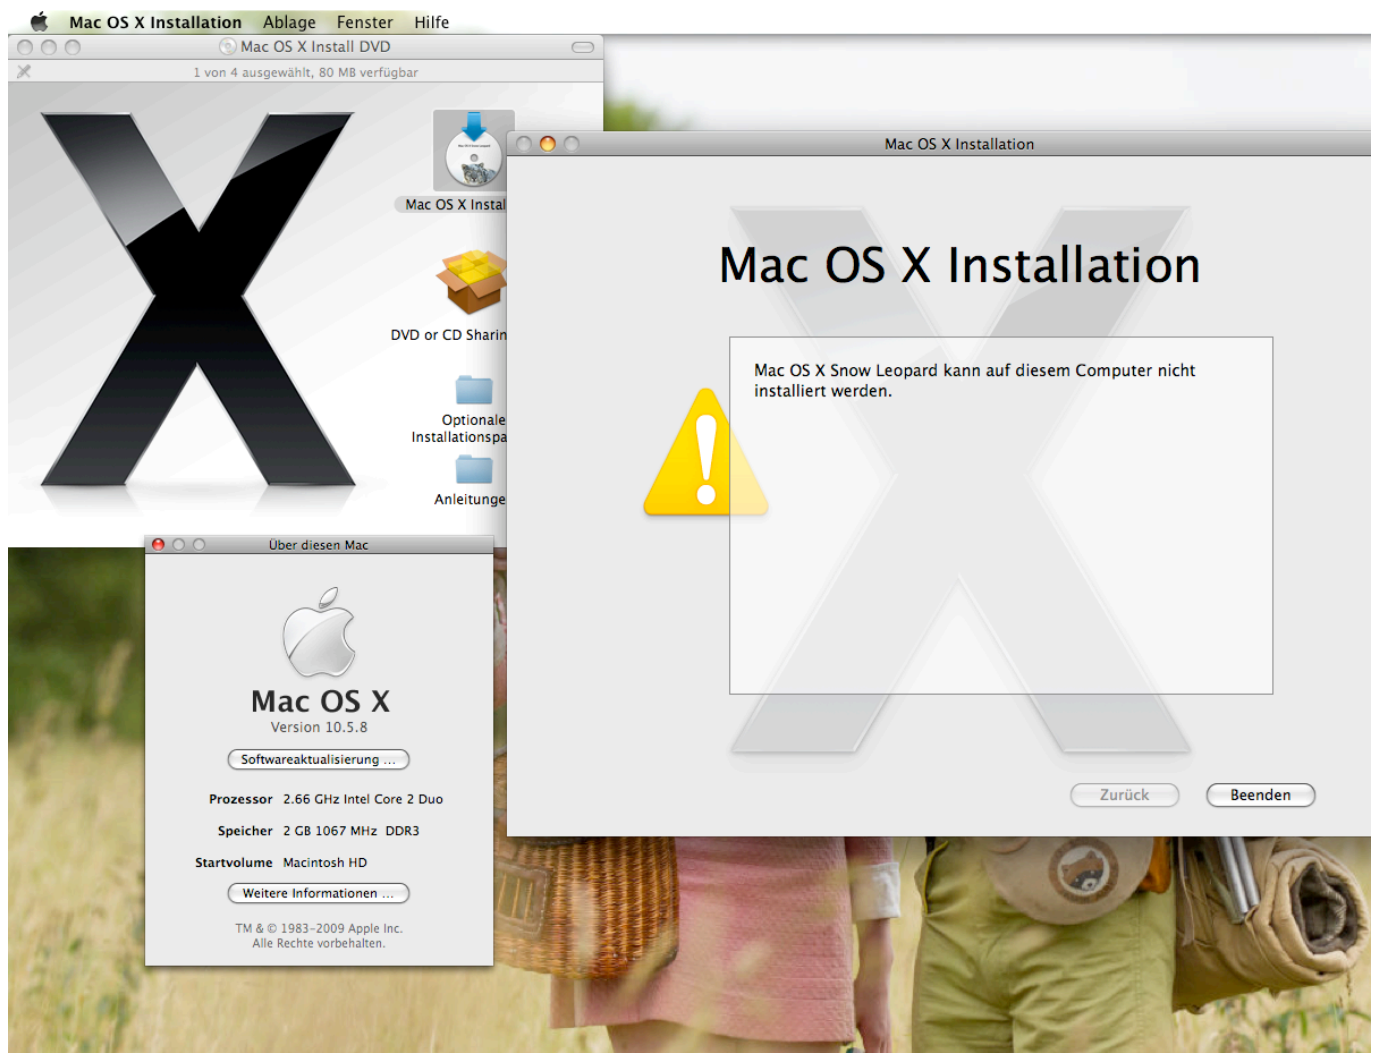 Mac OS X Installation Ablage Fenster Hilfe
Mac OS X Install DVD
1 von 4 ausgewählt, 80 MB verfügbar
Mac OS X Instal
DVD or CD Sharin
Optionale
Installationspa
Anleitunge
Mac OS X Installation
Mac OS X Installation
Mac OS X Snow Leopard kann auf diesem Computer nicht
installiert werden.
Zurück Beenden
Über diesen Mac
Mac OS X
Version 10.5.8
Softwareaktualisierung ...
Prozessor 2.66 GHz Intel Core 2 Duo
Speicher 2 GB 1067 MHz DDR3
Startvolume Macintosh HD
Weitere Informationen ...
TM & © 1983–2009 Apple Inc.
Alle Rechte vorbehalten.